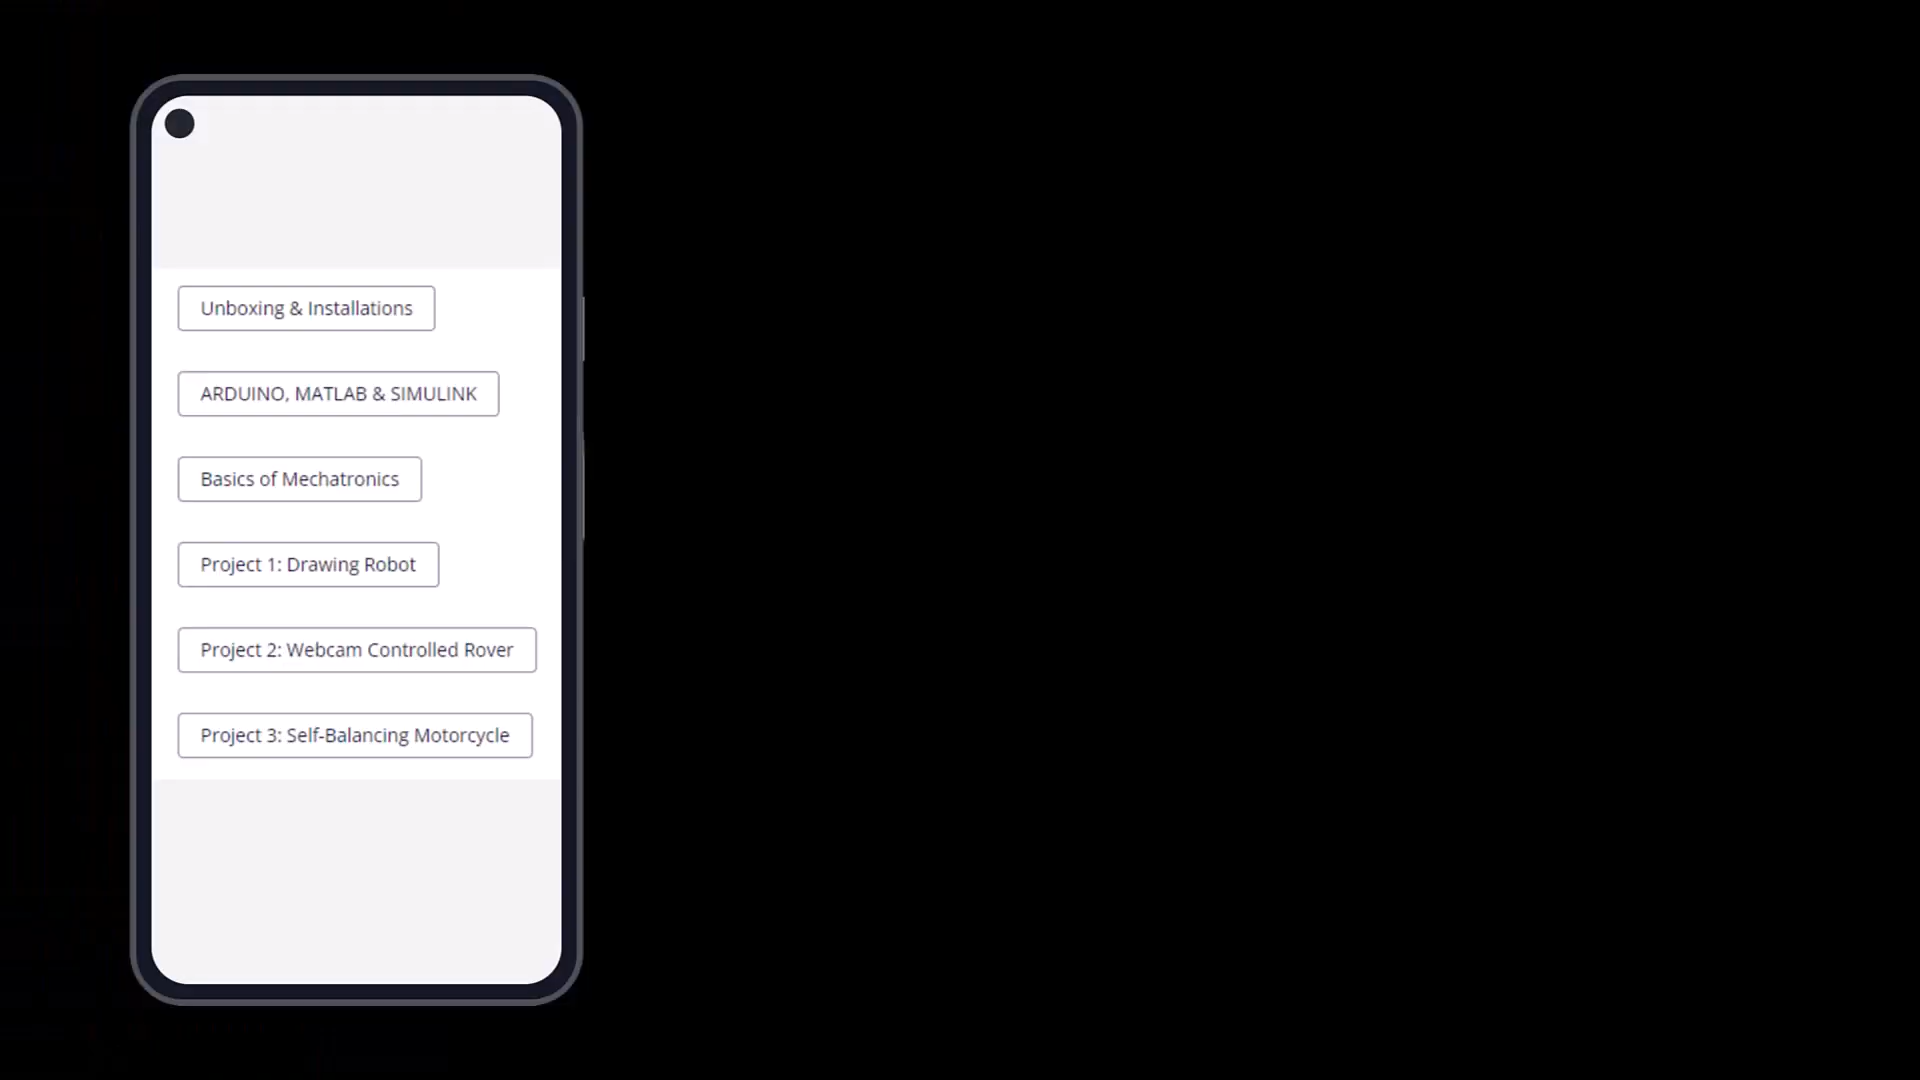 Unboxing & Installations
ARDUINO, MATLAB & SIMULINK
Basics of Mechatronics
Project 1: Drawing Robot
Project 2: Webcam Controlled Rover
Project 3: Self-Balancing Motorcycle